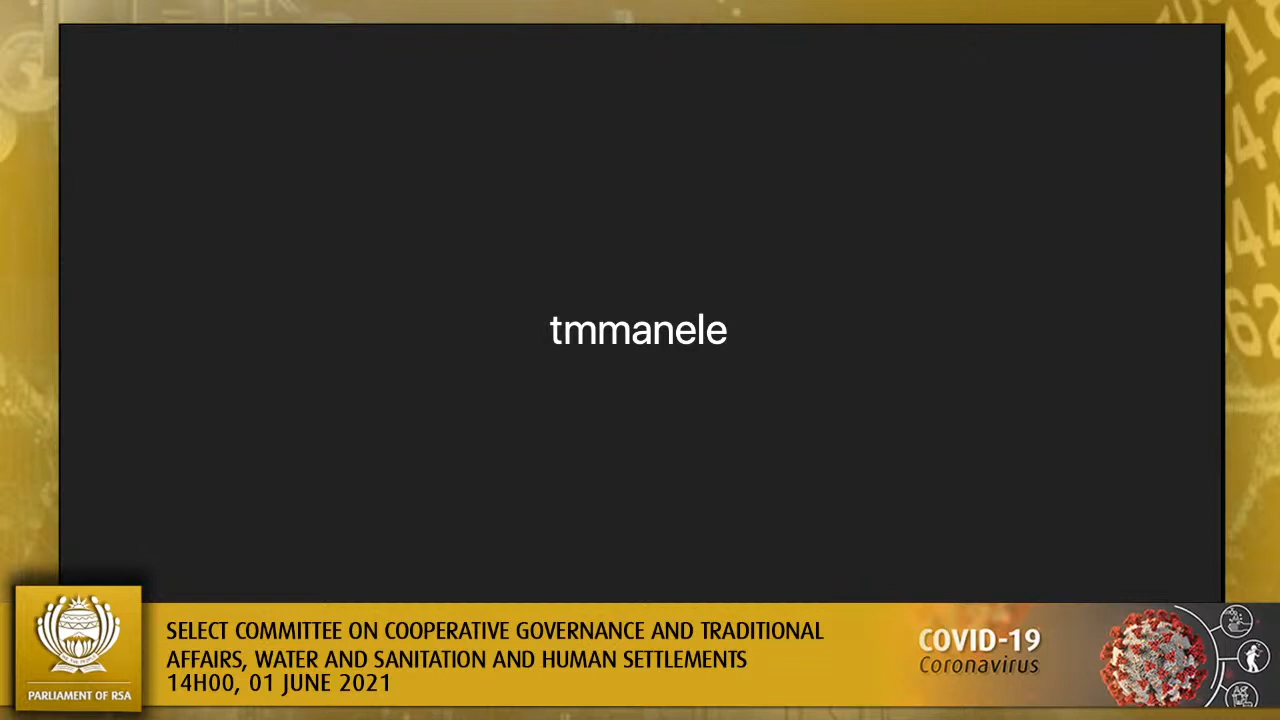 tmmanele
SELECT COMMITTEE ON COOPERATIVE GOVERNANCE AND TRADITIONAL
AFFAIRS, WATER AND SANITATION AND HUMAN SETTLEMENTS
14H00, 01 JUNE 2021
PARLIAMENT OF RSA
COVID-19
Coronavirus